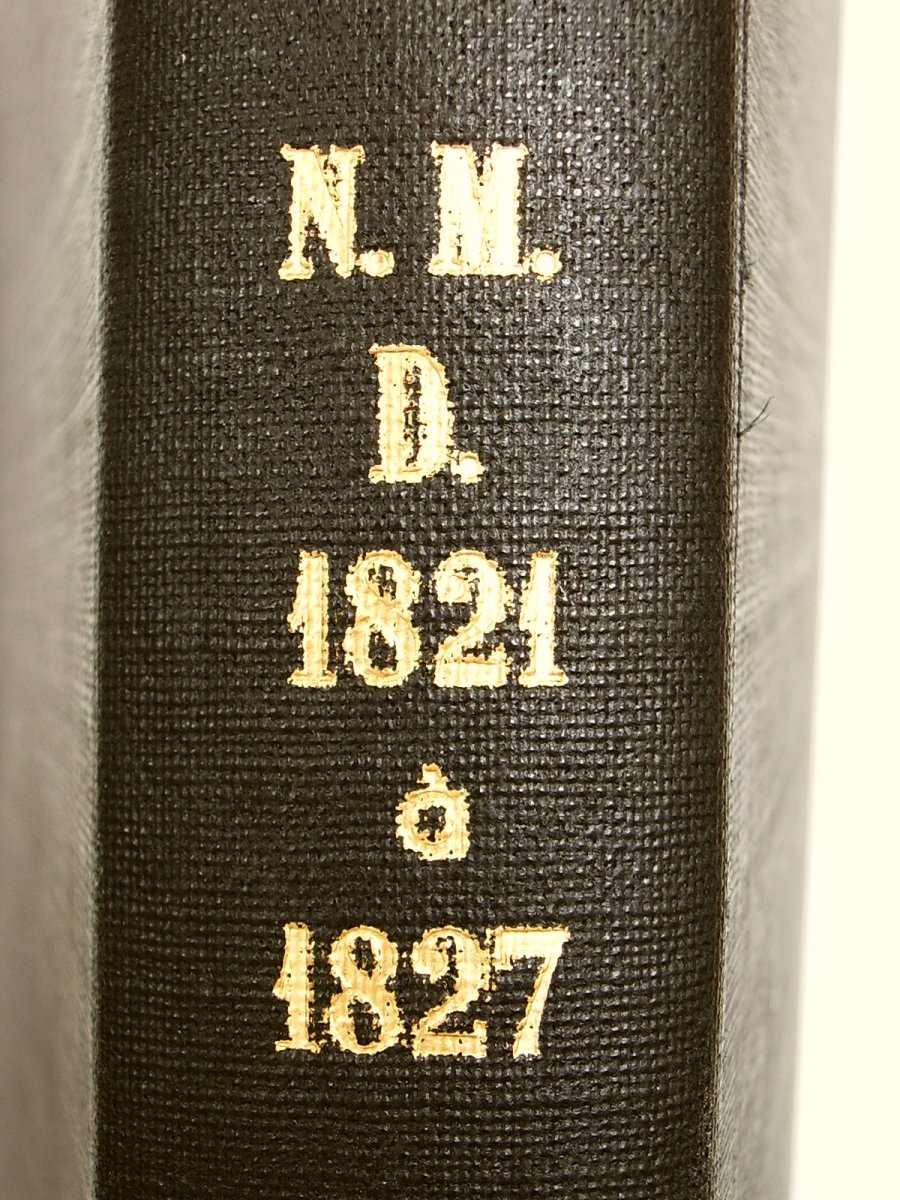 N. M.
D.
1821
à
1827